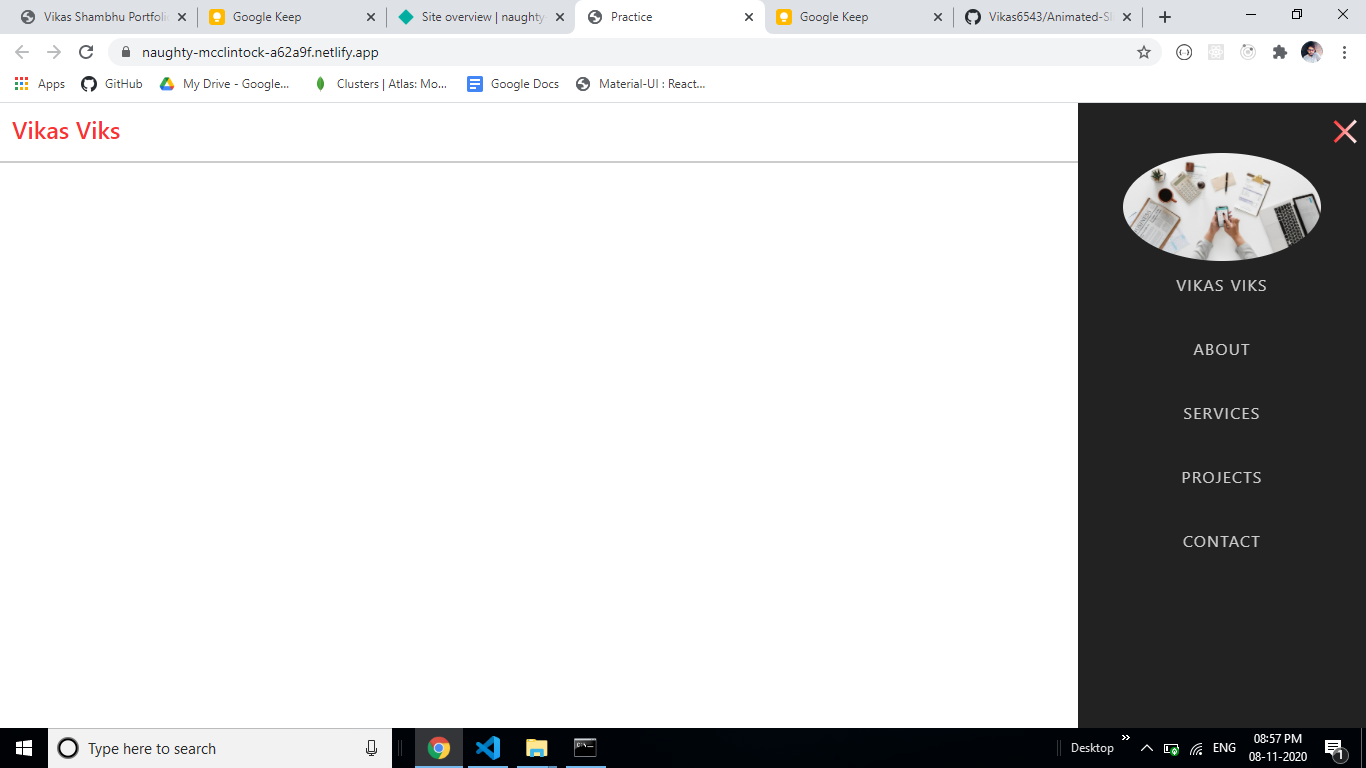 Vikas Shambhu Portfoli
Google Keep
Site overview | naughty
Practice
Google Keep
Vikas6543/Animated-S
naughty-mcclintock-a62a9f.netlify.app
Apps
GitHub
My Drive - Google...
Clusters | Atlas: Mo...
Google Docs
Material-UI : React...
Vikas Viks
VIKAS VIKS
ABOUT
SERVICES
PROJECTS
CONTACT
Type here to search
Desktop
ENG
08:57 PM
08-11-2020
1